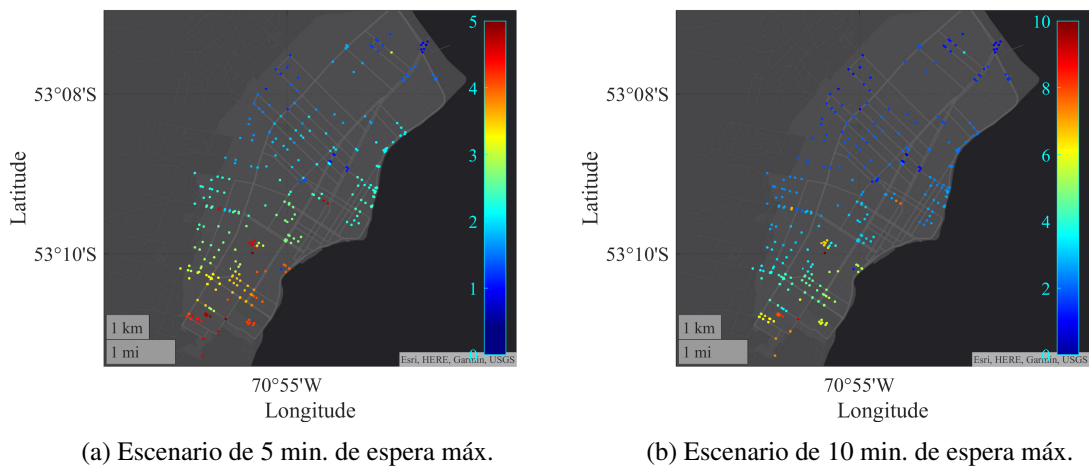 5
4
3
2
1
0
53°08'S
53°10'S
Latitude
1 km
1 mi
Esri, HERE, Garmin, USGS
70°55'W
Longitude
(a) Escenario de 5 min. de espera máx.
10
8
6
4
2
0
53°08'S
53°10'S
Latitude
1 km
1 mi
Esri, HERE, Garmin, USGS
70°55'W
Longitude
(b) Escenario de 10 min. de espera máx.